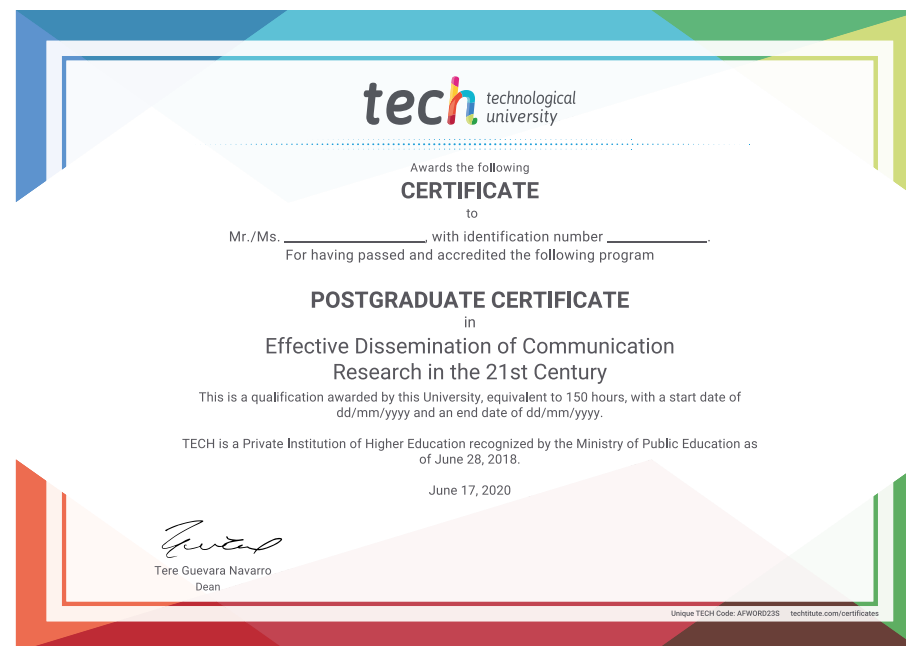 tech technological
university
Awards the following
CERTIFICATE
to
Mr./Ms. ____________________, with identification number ______________.
For having passed and accredited the following program
POSTGRADUATE CERTIFICATE
in
Effective Dissemination of Communication
Research in the 21st Century
This is a qualification awarded by this University, equivalent to 150 hours, with a start date of
dd/mm/yyyy and an end date of dd/mm/yyyy.
TECH is a Private Institution of Higher Education recognized by the Ministry of Public Education as
of June 28, 2018.
June 17, 2020
Tere Guevara Navarro
Dean
Unique TECH Code: AFWORD23S techtitute.com/certificates